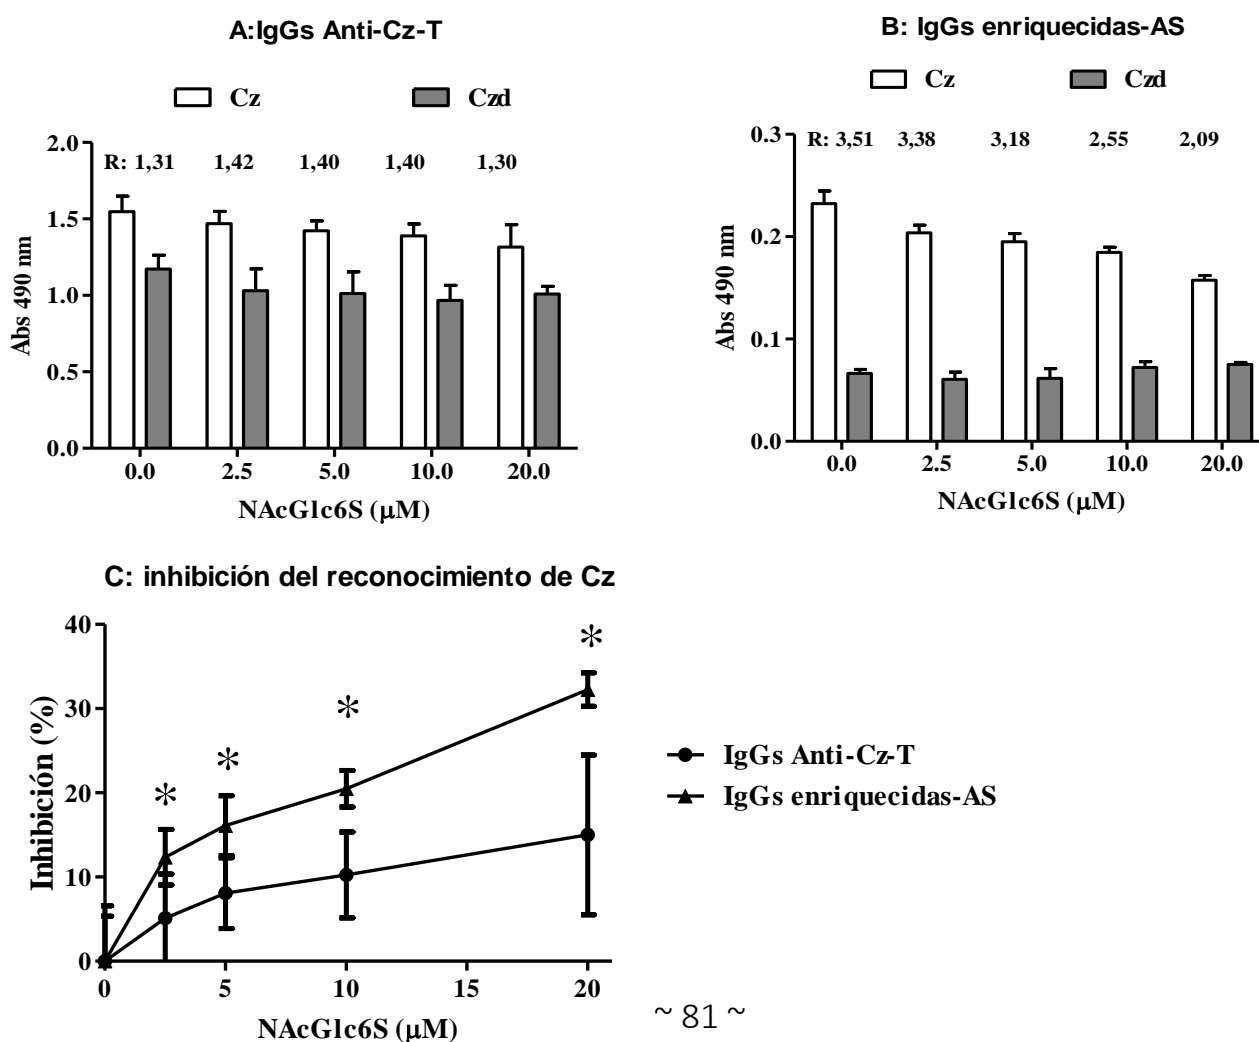 A:IgGs Anti-Cz-T
Cz
Czd
Abs 490 nm
2.0
1.5
1.0
0.5
0.0
R: 1,31 1,42 1,40 1,40 1,30
0.0 2.5 5.0 10.0 20.0
NAcGlc6S (μM)
B: IgGs enriquecidas-AS
Cz
Czd
Abs 490 nm
0.3
0.2
0.1
0.0
R: 3,51 3,38 3,18 2,55 2,09
0.0 2.5 5.0 10.0 20.0
NAcGlc6S (μM)
C: inhibición del reconocimiento de Cz
Inhibición (%)
40
30
20
10
0
* * * *
0 5 10 15 20
NAcGlc6S (μM)
IgGs Anti-Cz-T
IgGs enriquecidas-AS
~ 81 ~